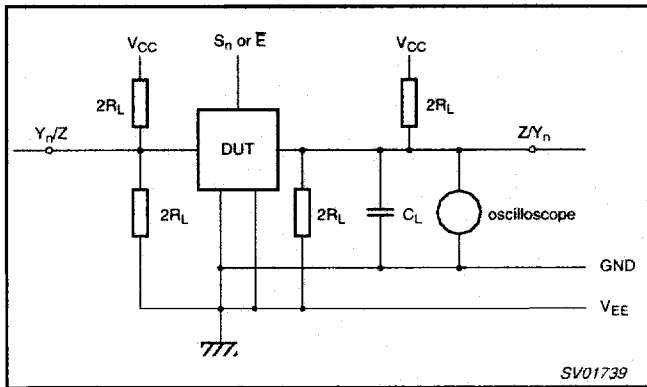 VCC
Sn or E̅
VCC
2RL
2RL
Yn/Z
DUT
Z/Yn
2RL
2RL
CL
oscilloscope
GND
VEE
SV01739